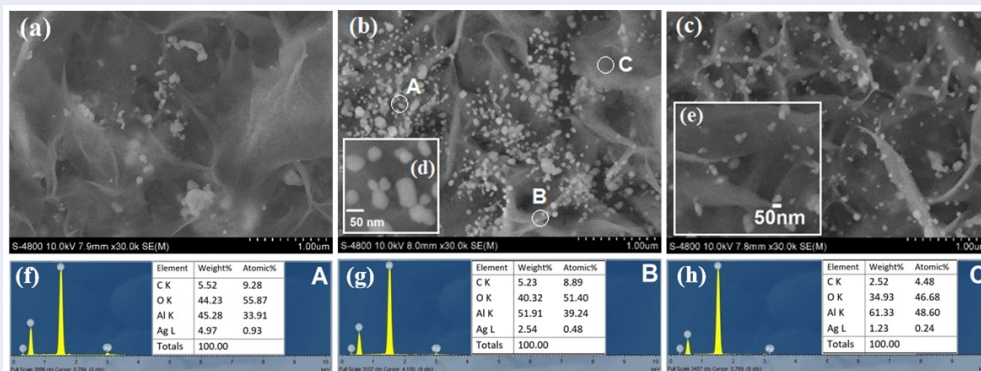 (a)
S-4800 10.0kV 7.9mm x30.0k SE(M)
1.00um
(b)
A
C
(d)
50 nm
B
S-4800 10.0kV 8.0mm x30.0k SE(M)
1.00um
(c)
(e)
50nm
S-4800 10.0kV 7.8mm x30.0k SE(M)
1.00um
(f)
A
Element Weight% Atomic%
C K 5.52 9.28
O K 44.23 55.87
Al K 45.28 33.91
Ag L 4.97 0.93
Totals 100.00
(g)
B
Element Weight% Atomic%
C K 5.23 8.89
O K 40.32 51.40
Al K 51.91 39.24
Ag L 2.54 0.48
Totals 100.00
(h)
C
Element Weight% Atomic%
C K 2.52 4.48
O K 34.93 46.68
Al K 61.33 48.60
Ag L 1.23 0.24
Totals 100.00